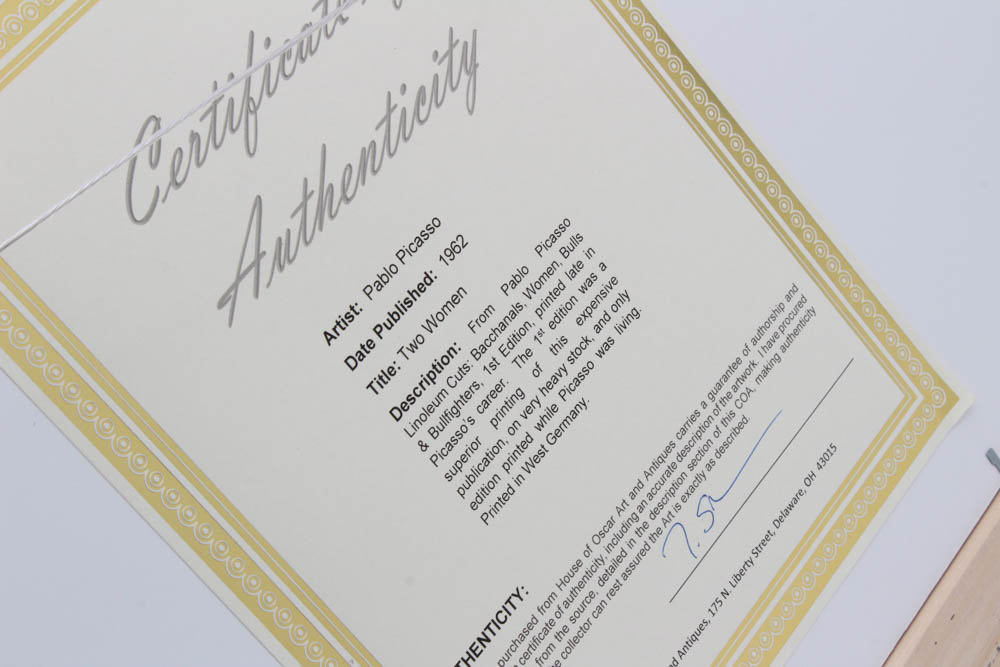 Certificat
Authenticity
Artist: Pablo Picasso
Date Published: 1962
Title: Two Women
Description: From Pablo Picasso
Linoleum Cuts: Bacchanals, Women, Bulls
& Bullfighters, 1st Edition, printed late in
Picasso's career. The 1st edition was a
superior printing of this expensive
publication, on very heavy stock, and only
edition printed while Picasso was living.
Printed in West Germany.
THENTICITY:
purchased from House of Oscar Art and Antiques carries a guarantee of authorship and
certificate of authenticity, including an accurate description of the artwork. I have procured
from the source, detailed in the description section of this COA, making authenticity
collector can rest assured the Art is exactly as described.
nd Antiques, 175 N. Liberty Street, Delaware, OH 43015